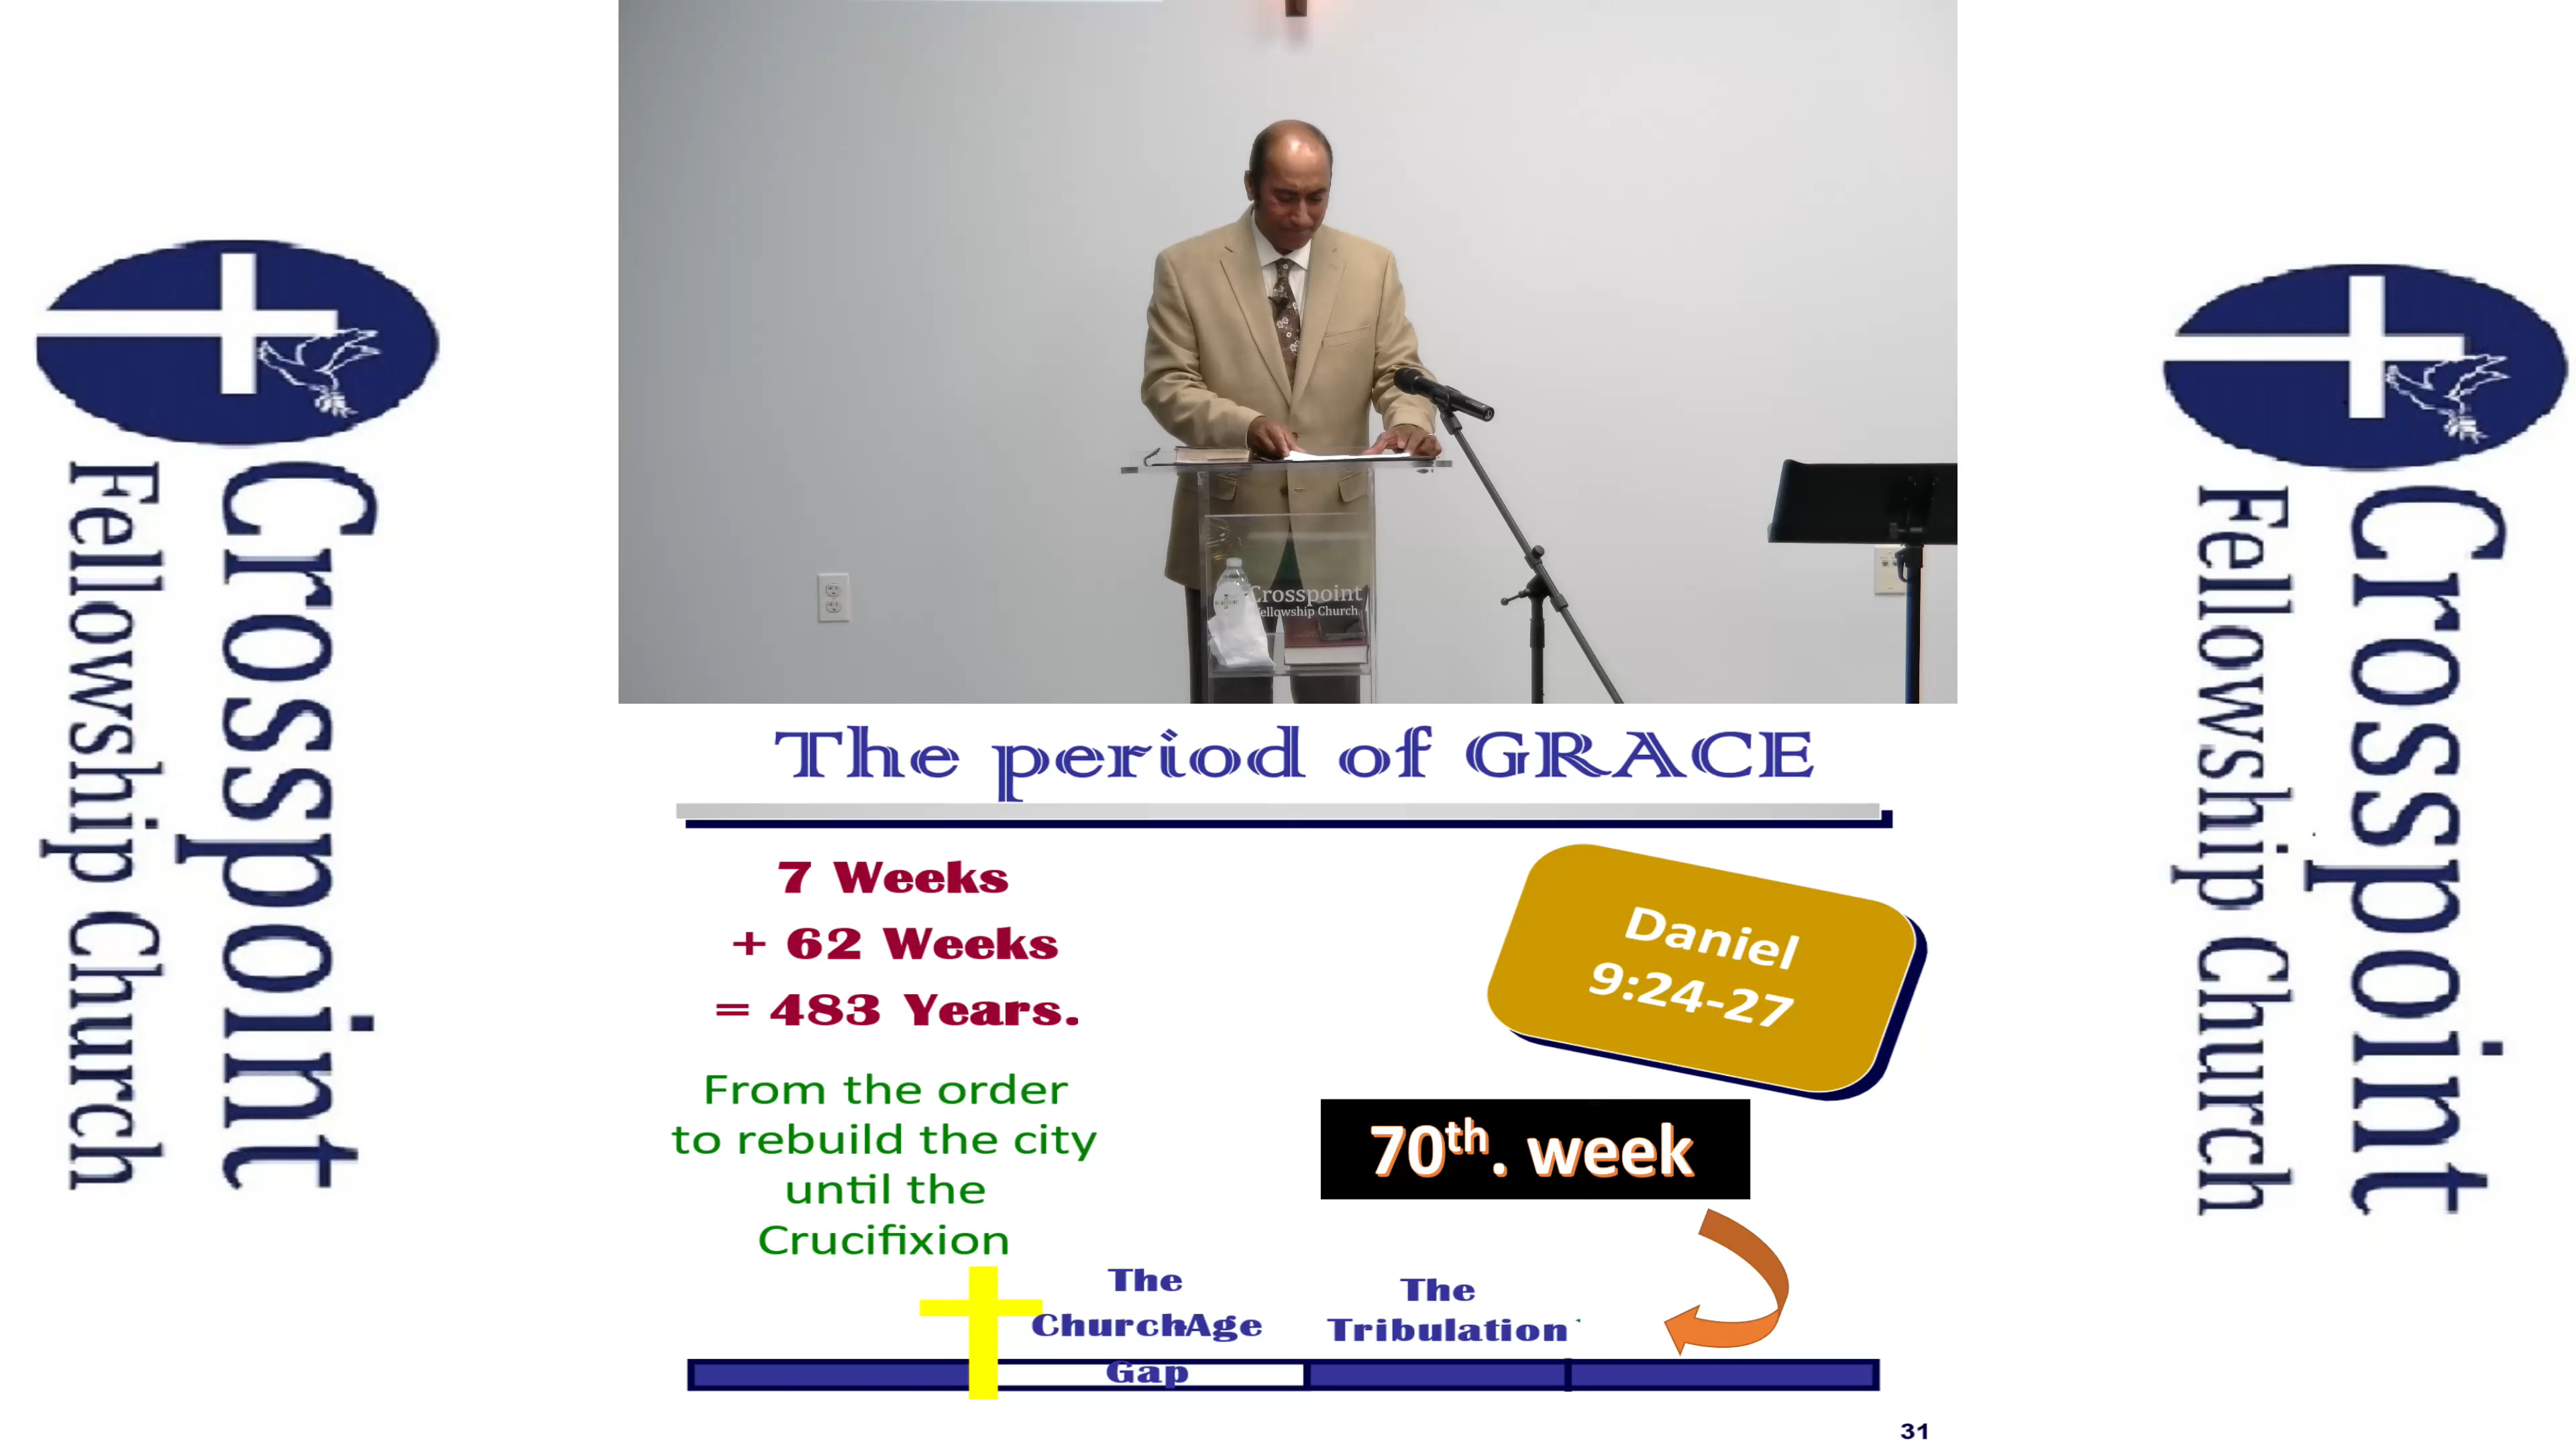 Crosspoint
Fellowship Church
Crosspoint
ellowship Church
The period of GRACE
7 Weeks
+ 62 Weeks
= 483 Years.
From the order
to rebuild the city
until the
Crucifixion
Daniel
9:24-27
70th. week
The
ChurchAge
Gap
The
Tribulation
31
Crosspoint
Fellowship Church